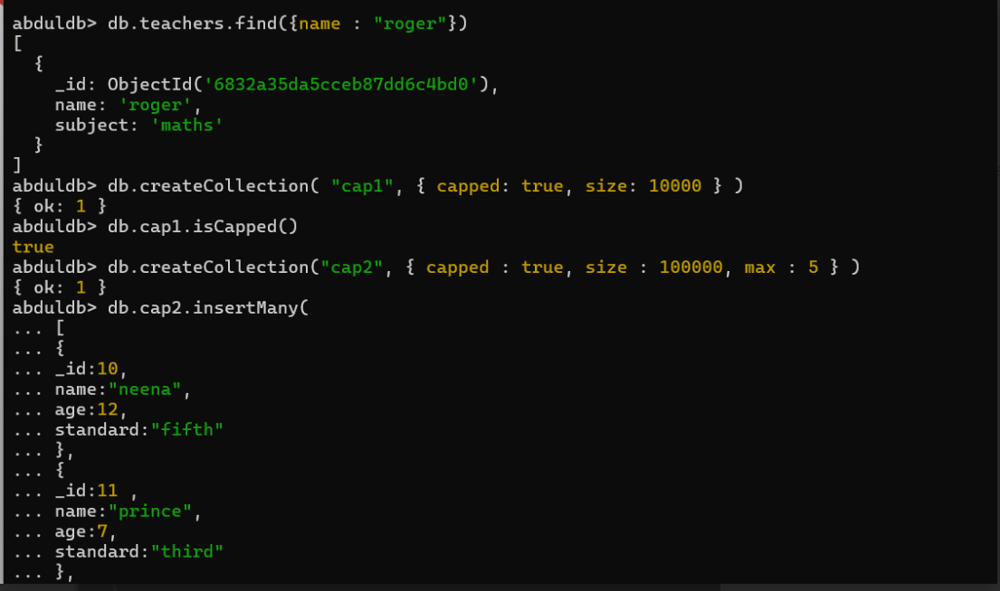 abduldb> db.teachers.find({name : "roger"})
[
  {
    _id: ObjectId('6832a35da5cceb87dd6c4bd0'),
    name: 'roger',
    subject: 'maths'
  }
]
abduldb> db.createCollection( "cap1", { capped: true, size: 10000 } )
{ ok: 1 }
abduldb> db.cap1.isCapped()
true
abduldb> db.createCollection("cap2", { capped : true, size : 100000, max : 5 } )
{ ok: 1 }
abduldb> db.cap2.insertMany(
... [
... {
... _id:10,
... name:"neena",
... age:12,
... standard:"fifth"
... },
... {
... _id:11 ,
... name:"prince",
... age:7,
... standard:"third"
... },